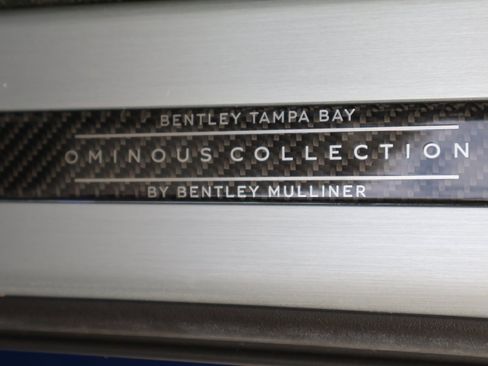 BENTLEY TAMPA BAY
OMINOUS COLLECTION
BY BENTLEY MULLINER